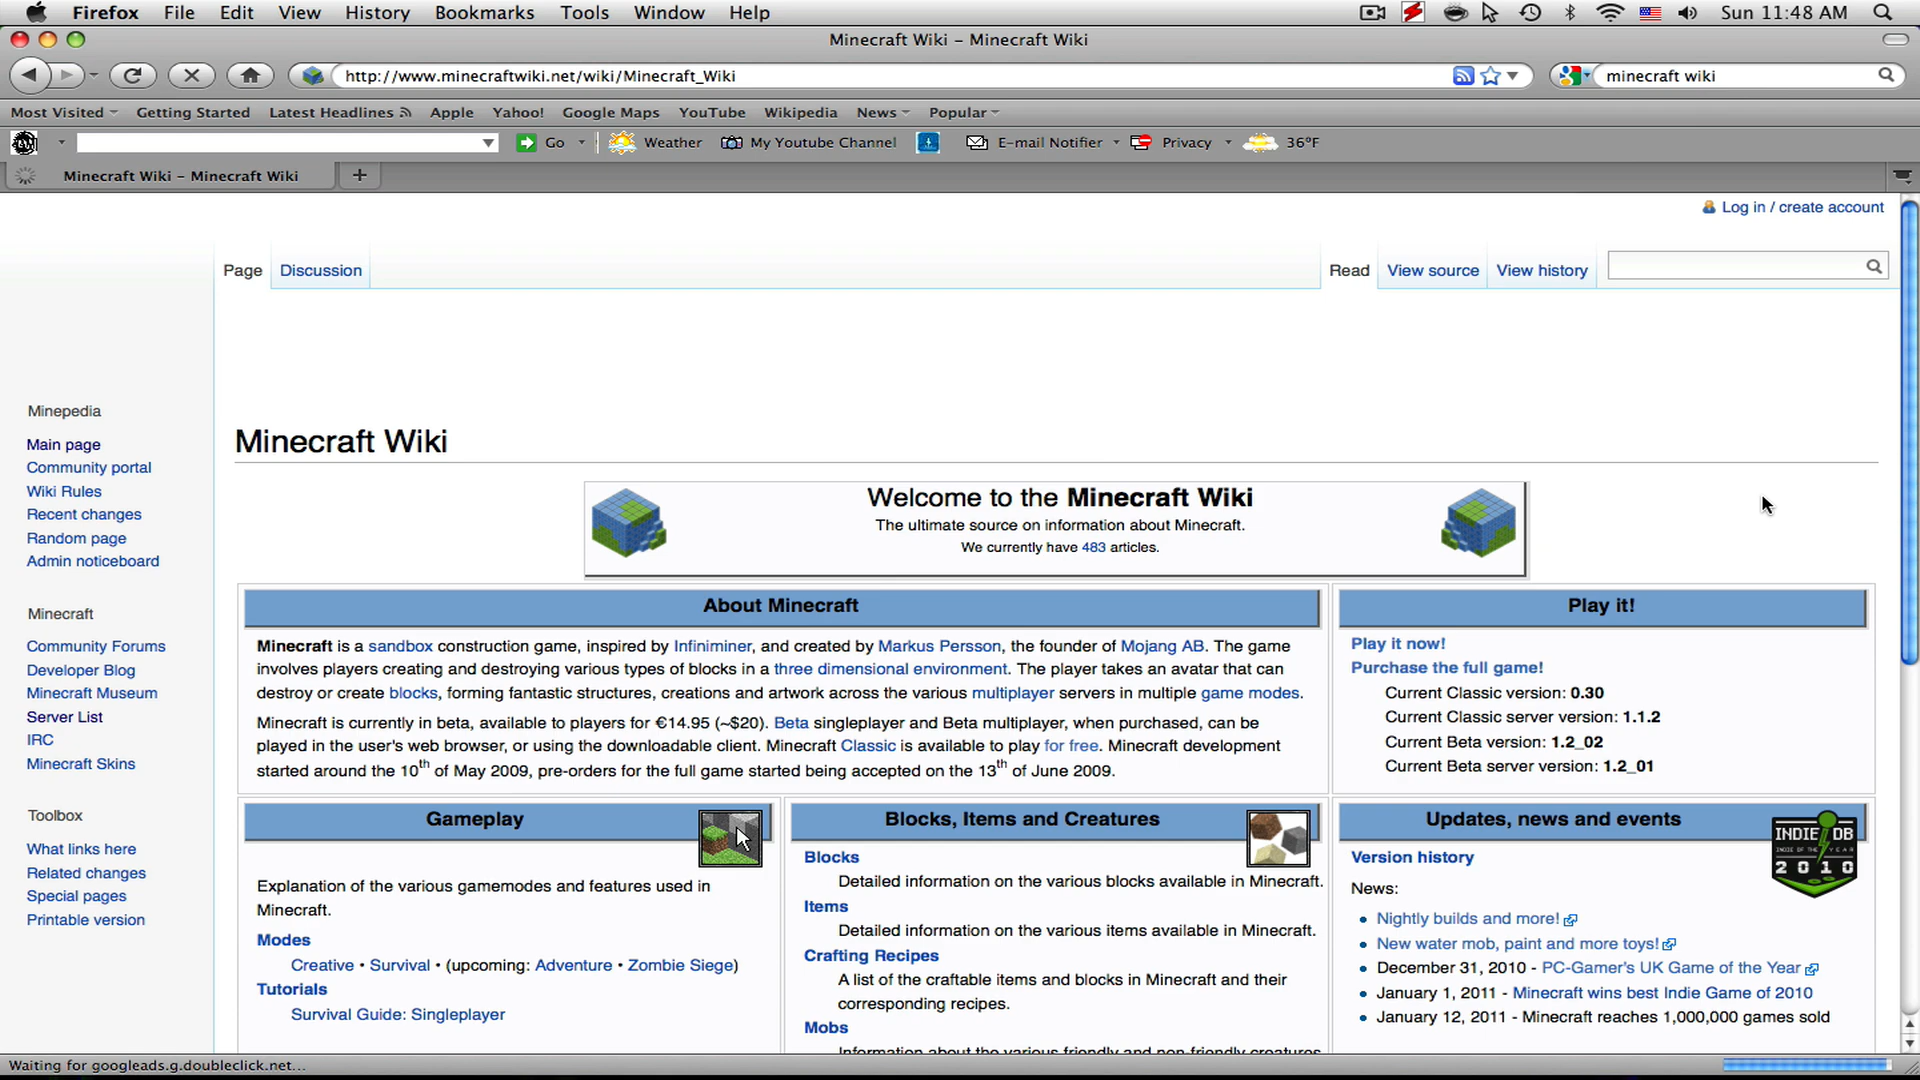 Firefox File Edit View History Bookmarks Tools Window Help Sun 11:48 AM
Minecraft Wiki – Minecraft Wiki
http://www.minecraftwiki.net/wiki/Minecraft_Wiki minecraft wiki
Most Visited Getting Started Latest Headlines Apple Yahoo! Google Maps YouTube Wikipedia News Popular
Go Weather My Youtube Channel E-mail Notifier Privacy 36°F
Minecraft Wiki – Minecraft Wiki +
Log in / create account
Page Discussion Read View source View history
Minepedia
Main page
Community portal
Wiki Rules
Recent changes
Random page
Admin noticeboard
Minecraft
Community Forums
Developer Blog
Minecraft Museum
Server List
IRC
Minecraft Skins
Toolbox
What links here
Related changes
Special pages
Printable version
Minecraft Wiki
Welcome to the Minecraft Wiki
The ultimate source on information about Minecraft.
We currently have 483 articles.
About Minecraft
Minecraft is a sandbox construction game, inspired by Infiniminer, and created by Markus Persson, the founder of Mojang AB. The game
involves players creating and destroying various types of blocks in a three dimensional environment. The player takes an avatar that can
destroy or create blocks, forming fantastic structures, creations and artwork across the various multiplayer servers in multiple game modes.
Minecraft is currently in beta, available to players for €14.95 (~$20). Beta singleplayer and Beta multiplayer, when purchased, can be
played in the user's web browser, or using the downloadable client. Minecraft Classic is available to play for free. Minecraft development
started around the 10th of May 2009, pre-orders for the full game started being accepted on the 13th of June 2009.
Play it!
Play it now!
Purchase the full game!
Current Classic version: 0.30
Current Classic server version: 1.1.2
Current Beta version: 1.2_02
Current Beta server version: 1.2_01
Gameplay
Explanation of the various gamemodes and features used in
Minecraft.
Modes
Creative • Survival • (upcoming: Adventure • Zombie Siege)
Tutorials
Survival Guide: Singleplayer
Blocks, Items and Creatures
Blocks
Detailed information on the various blocks available in Minecraft.
Items
Detailed information on the various items available in Minecraft.
Crafting Recipes
A list of the craftable items and blocks in Minecraft and their
corresponding recipes.
Mobs
Information about the various friendly and non-friendly creatures
Updates, news and events
INDIE DB
INDIE OF THE YEAR
2010
Version history
News:
• Nightly builds and more!
• New water mob, paint and more toys!
• December 31, 2010 - PC-Gamer's UK Game of the Year
• January 1, 2011 - Minecraft wins best Indie Game of 2010
• January 12, 2011 - Minecraft reaches 1,000,000 games sold
Waiting for googleads.g.doubleclick.net...